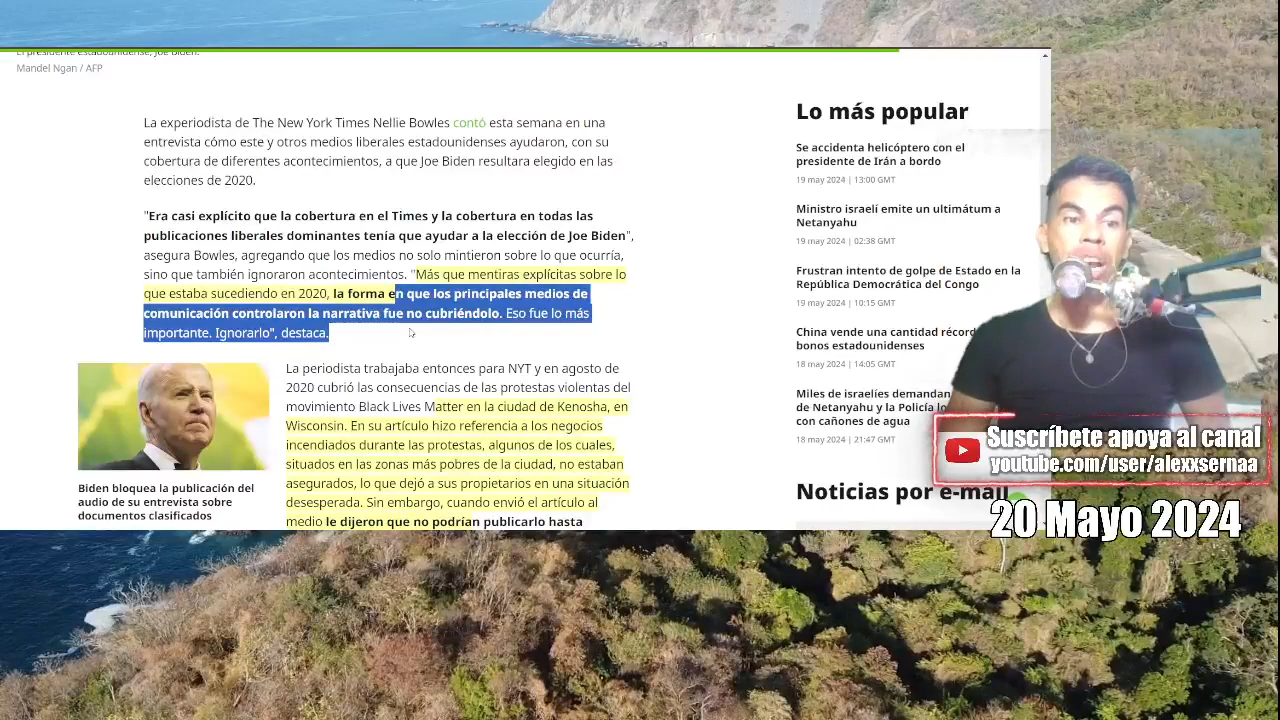 El presidente estadounidense, Joe Biden.
Mandel Ngan / AFP
La experiodista de The New York Times Nellie Bowles contó esta semana en una
entrevista cómo este y otros medios liberales estadounidenses ayudaron, con su
cobertura de diferentes acontecimientos, a que Joe Biden resultara elegido en las
elecciones de 2020.
"Era casi explícito que la cobertura en el Times y la cobertura en todas las
publicaciones liberales dominantes tenia que ayudar a la elección de Joe Biden",
asegura Bowles, agregando que los medios no solo mintieron sobre lo que ocurría,
sino que también ignoraron acontecimientos. "Más que mentiras explícitas sobre lo
que estaba sucediendo en 2020, la forma en que los principales medios de
comunicación controlaron la narrativa fue no cubriéndolo. Eso fue lo más
importante. Ignorarlo", destaca.
La periodista trabajaba entonces para NYT y en agosto de
2020 cubrió las consecuencias de las protestas violentas del
movimiento Black Lives Matter en la ciudad de Kenosha, en
Wisconsin. En su artículo hizo referencia a los negocios
incendiados durante las protestas, algunos de los cuales,
situados en las zonas más pobres de la ciudad, no estaban
asegurados, lo que dejó a sus propietarios en una situación
desesperada. Sin embargo, cuando envió el artículo al
medio le dijeron que no podrían publicarlo hasta
Biden bloquea la publicación del
audio de su entrevista sobre
documentos clasificados
Lo más popular
Se accidenta helicóptero con el
presidente de Irán a bordo
19 may 2024 | 13:00 GMT
Ministro israelí emite un ultimátum a
Netanyahu
19 may 2024 | 02:38 GMT
Frustran intento de golpe de Estado en la
República Democrática del Congo
19 may 2024 | 10:15 GMT
China vende una cantidad récord
bonos estadounidenses
18 may 2024 | 14:05 GMT
Miles de israelíes demandan
de Netanyahu y la Policía lo
con cañones de agua
18 may 2024 | 21:47 GMT
Noticias por e-mail
Suscríbete apoya al canal
youtube.com/user/alexxsernaa
20 Mayo 2024